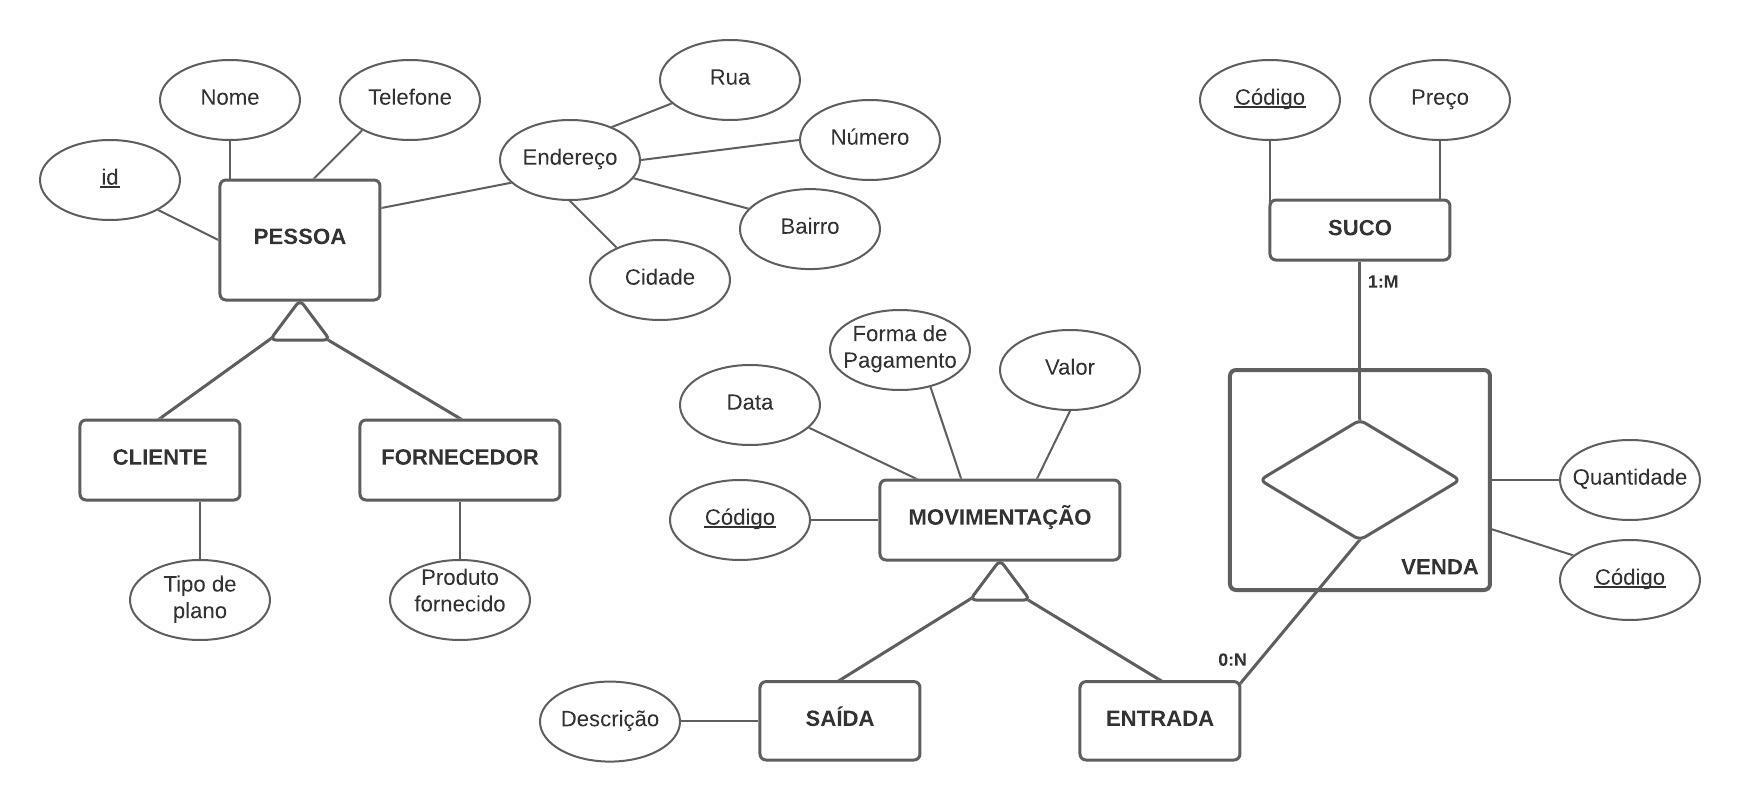 Nome
Telefone
id
PESSOA
Endereço
Rua
Número
Bairro
Cidade
CLIENTE
FORNECEDOR
Tipo de
plano
Produto
fornecido
Forma de
Pagamento
Valor
Data
Código
MOVIMENTAÇÃO
Descrição
SAÍDA
ENTRADA
Código
Preço
SUCO
1:M
VENDA
Quantidade
Código
0:N